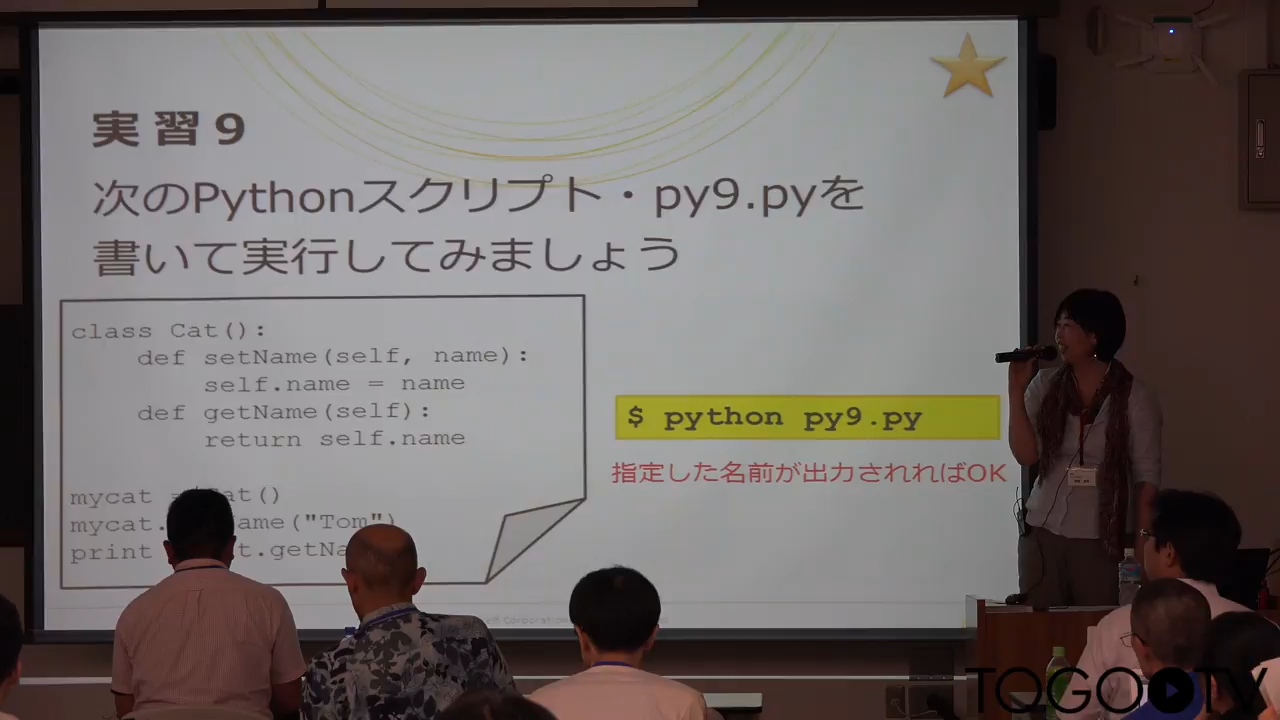 実習９
次のPythonスクリプト・py9.pyを
書いて実行してみましょう
class Cat():
def setName(self, name):
self.name = name
def getName(self):
return self.name
mycat = Cat()
mycat. ame("Tom")
print t.getNa
$ python py9.py
指定した名前が出力されればOK
Corporation
TOGOTV